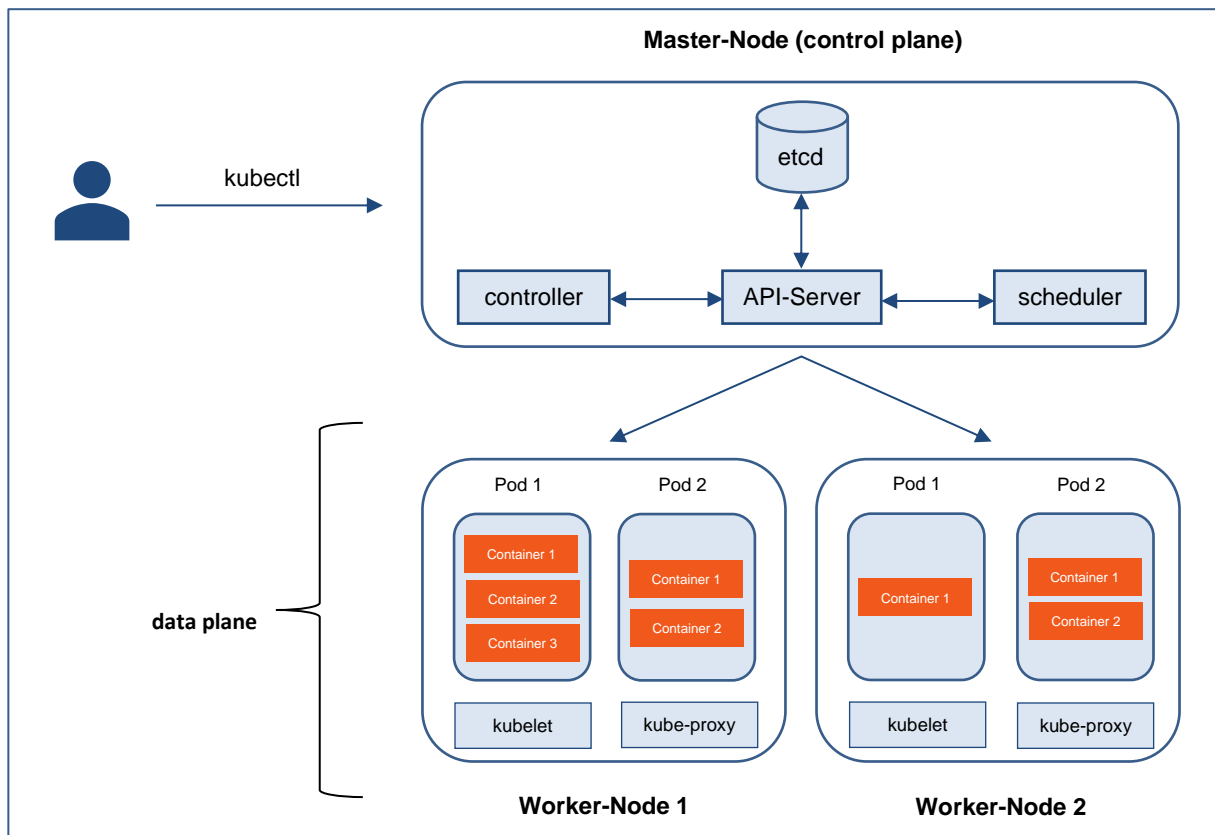 Master-Node (control plane)
etcd
kubectl
controller
API-Server
scheduler
data plane
Pod 1
Pod 2
Container 1
Container 2
Container 3
Container 1
Container 2
kubelet
kube-proxy
Worker-Node 1
Pod 1
Pod 2
Container 1
Container 1
Container 2
kubelet
kube-proxy
Worker-Node 2